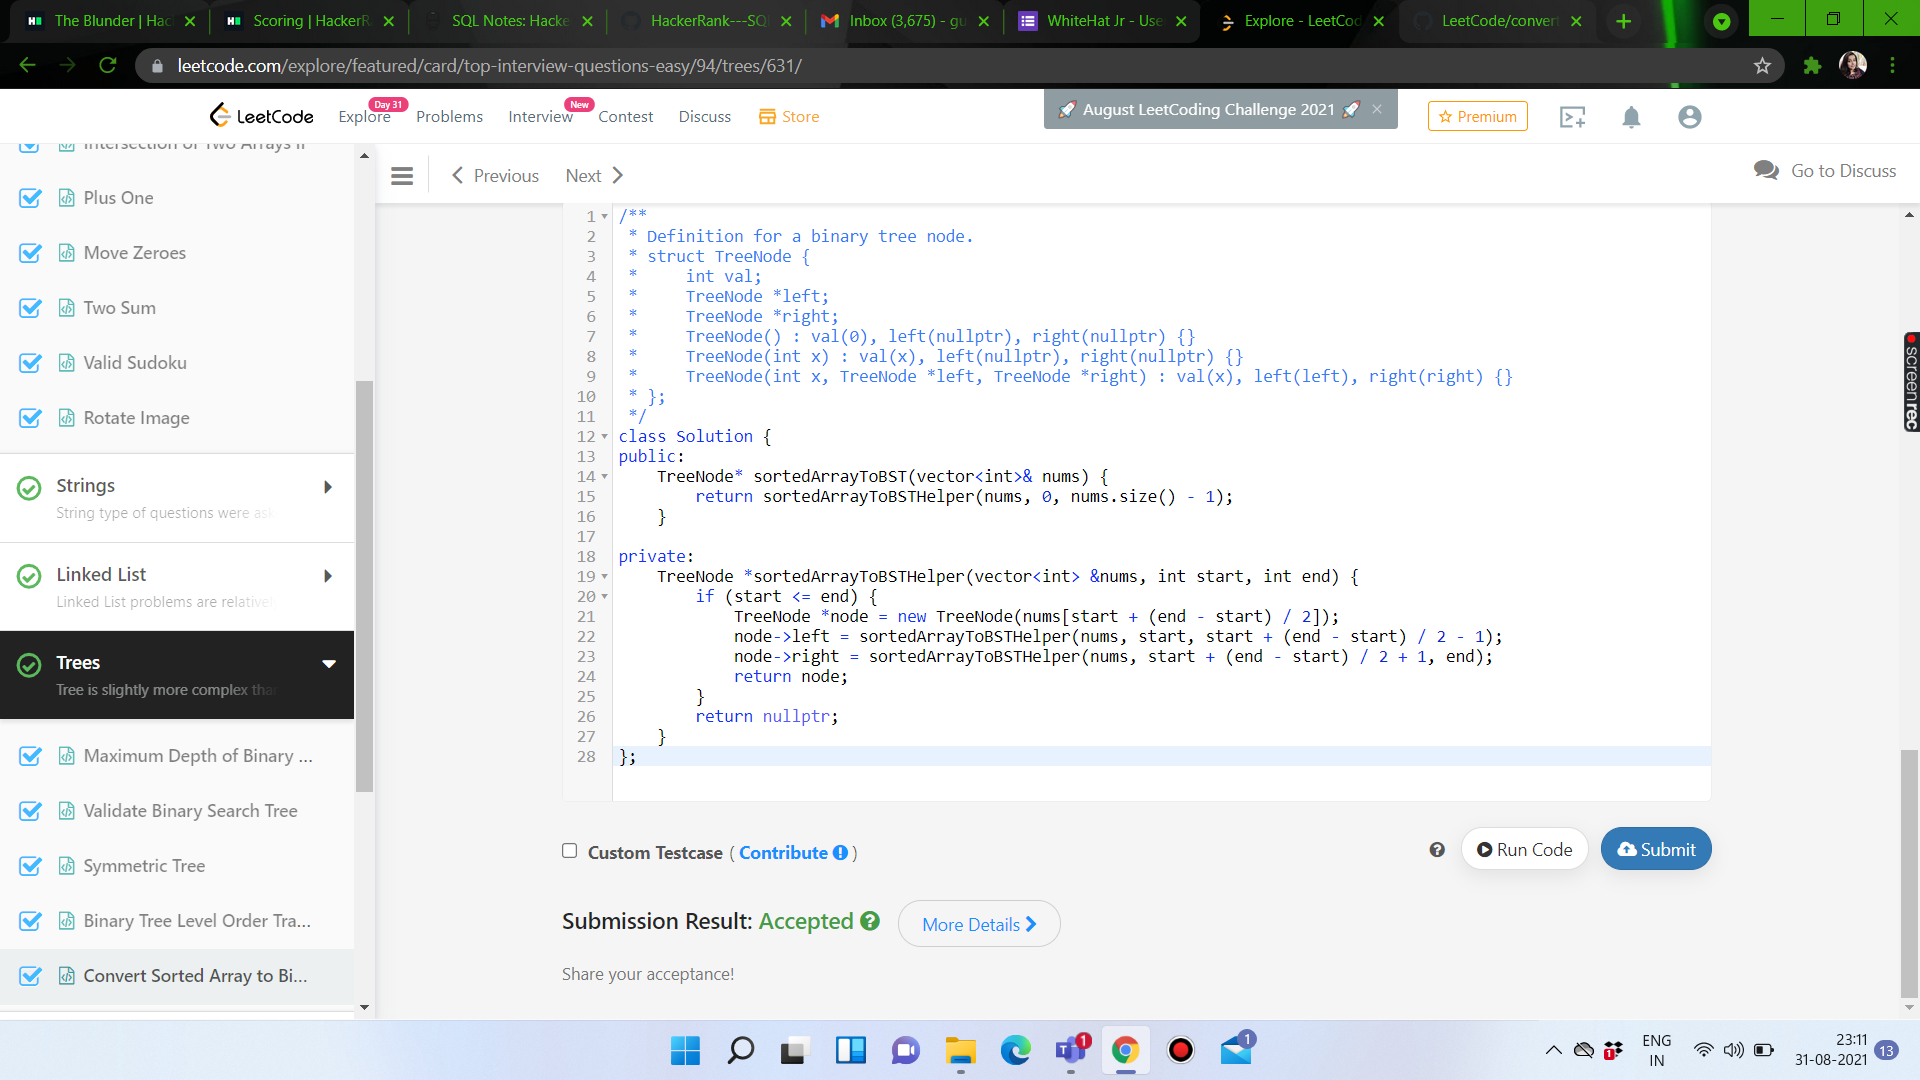 The Blunder | Hac
Scoring | HackerR
SQL Notes: Hacke
HackerRank---SQ
Inbox (3,675) - gu
WhiteHat Jr - Use
Explore - LeetCod
LeetCode/convert
leetcode.com/explore/featured/card/top-interview-questions-easy/94/trees/631/
LeetCode
Explore
Day 31
Problems
Interview
New
Contest
Discuss
Store
August LeetCoding Challenge 2021
Premium
Intersection of Two Arrays II
Plus One
Move Zeroes
Two Sum
Valid Sudoku
Rotate Image
Strings
String type of questions were ask
Linked List
Linked List problems are relativel
Trees
Tree is slightly more complex tha
Maximum Depth of Binary ...
Validate Binary Search Tree
Symmetric Tree
Binary Tree Level Order Tra...
Convert Sorted Array to Bi...
Previous
Next
Go to Discuss
1 /**
2 * Definition for a binary tree node.
3 * struct TreeNode {
4 *     int val;
5 *     TreeNode *left;
6 *     TreeNode *right;
7 *     TreeNode() : val(0), left(nullptr), right(nullptr) {}
8 *     TreeNode(int x) : val(x), left(nullptr), right(nullptr) {}
9 *     TreeNode(int x, TreeNode *left, TreeNode *right) : val(x), left(left), right(right) {}
10 * };
11 */
12 class Solution {
13 public:
14     TreeNode* sortedArrayToBST(vector<int>& nums) {
15         return sortedArrayToBSTHelper(nums, 0, nums.size() - 1);
16     }
17
18 private:
19     TreeNode *sortedArrayToBSTHelper(vector<int> &nums, int start, int end) {
20         if (start <= end) {
21             TreeNode *node = new TreeNode(nums[start + (end - start) / 2]);
22             node->left = sortedArrayToBSTHelper(nums, start, start + (end - start) / 2 - 1);
23             node->right = sortedArrayToBSTHelper(nums, start + (end - start) / 2 + 1, end);
24             return node;
25         }
26         return nullptr;
27     }
28 };
Custom Testcase ( Contribute )
Run Code
Submit
Submission Result: Accepted
More Details
Share your acceptance!
screenrec
1
1
1
ENG
IN
23:11
31-08-2021
13